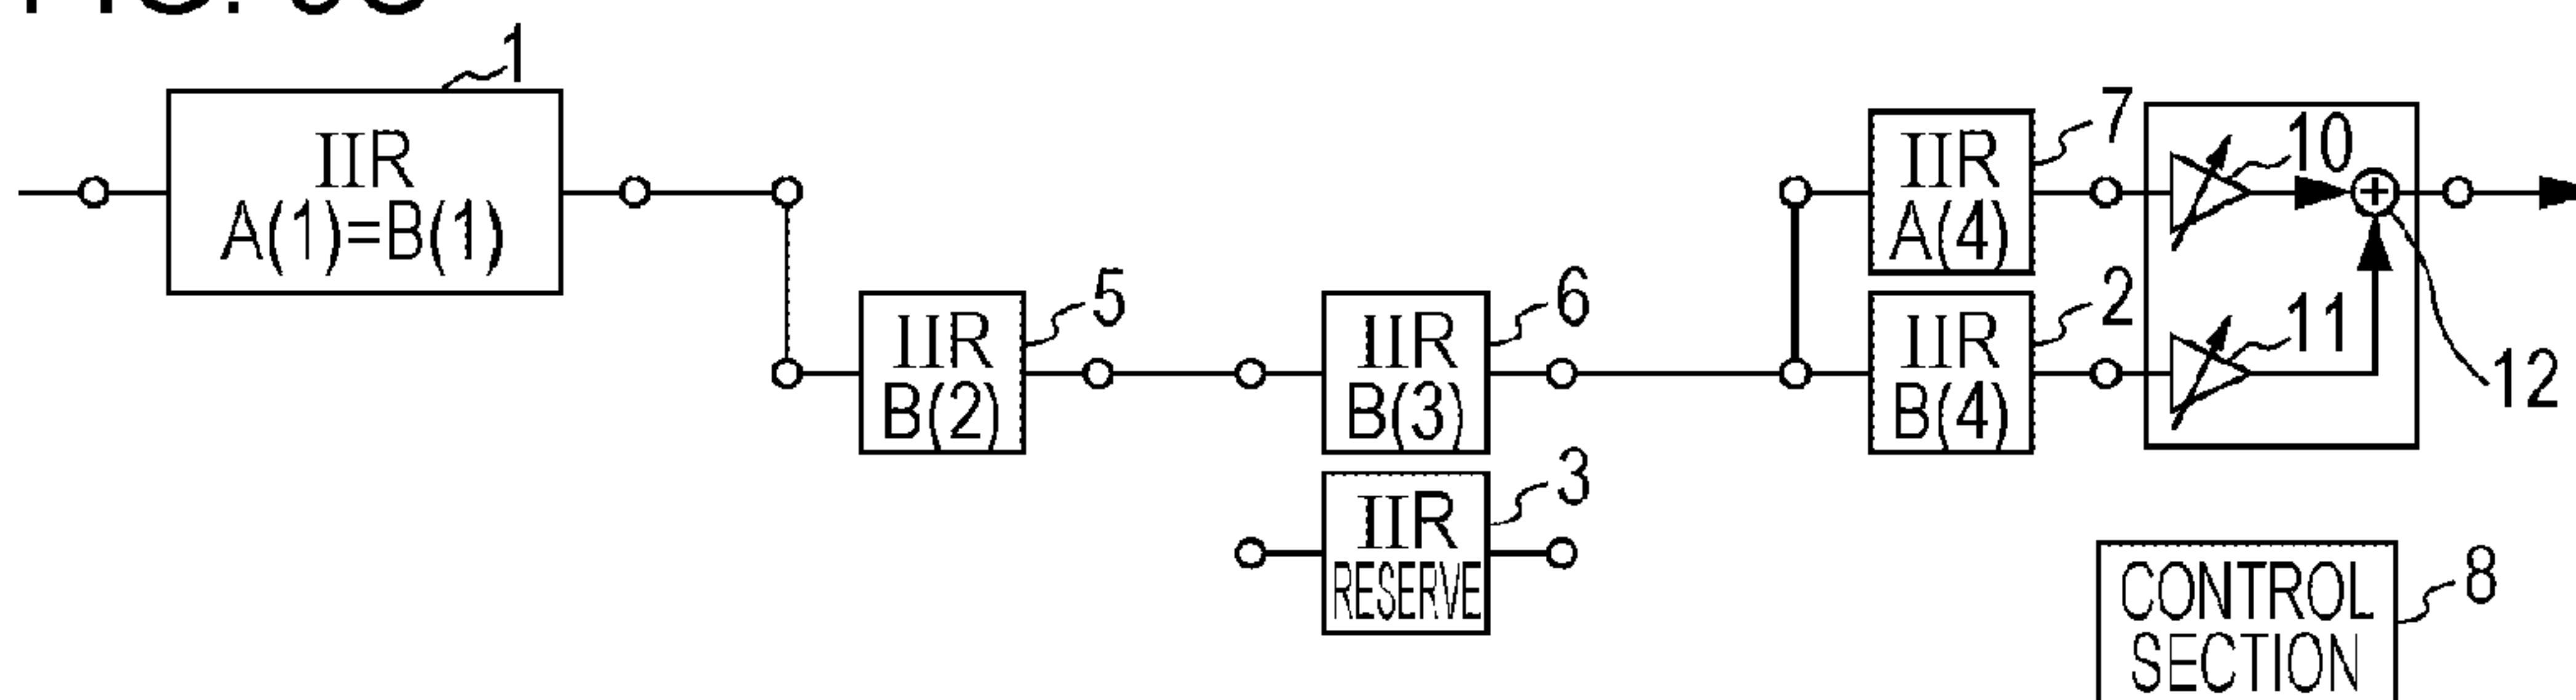 1
IIR
A(1)=B(1)
IIR
A(4)
7
10
IIR
B(2)
5
IIR
B(3)
6
IIR
B(4)
2
11
12
IIR
RESERVE
3
CONTROL
SECTION
8